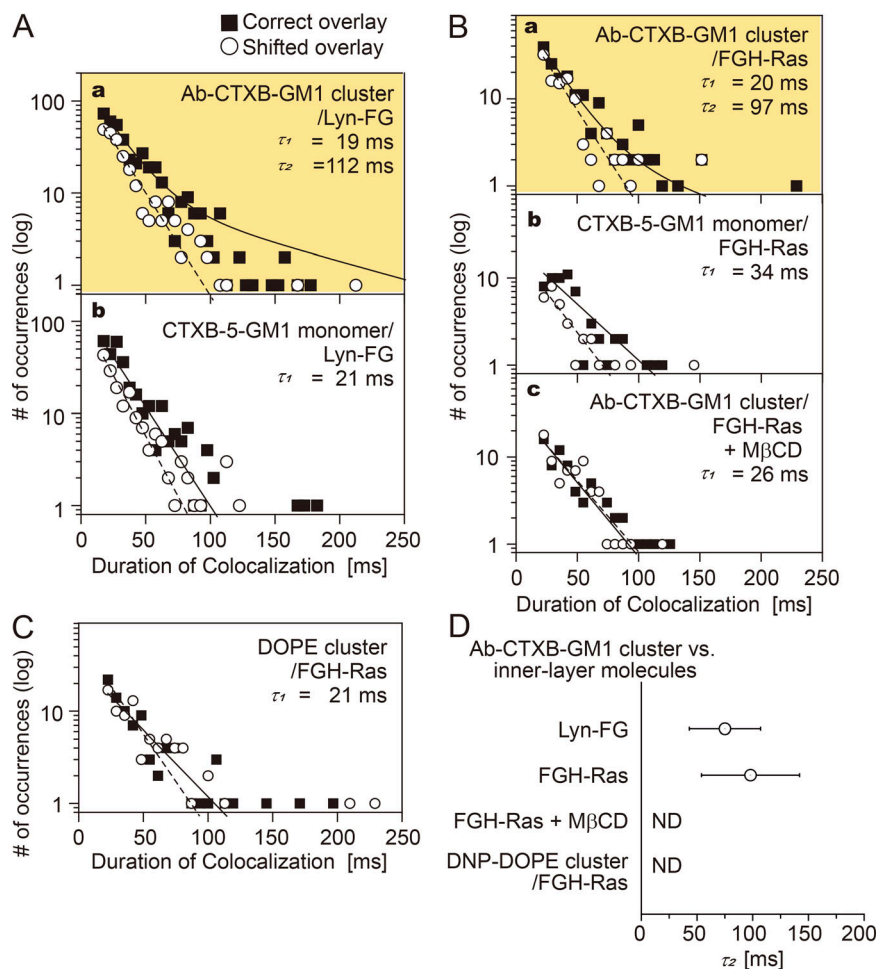 A
■ Correct overlay
○ Shifted overlay
# of occurrences (log)
a
Ab-CTXB-GM1 cluster
/Lyn-FG
τ1 = 19 ms
τ2 =112 ms
100
10
1
b
CTXB-5-GM1 monomer/
Lyn-FG
τ1 = 21 ms
100
10
1
0 50 100 150 200 250
Duration of Colocalization [ms]
B
# of occurrences (log)
a
Ab-CTXB-GM1 cluster
/FGH-Ras
τ1 = 20 ms
τ2 = 97 ms
10
1
b
CTXB-5-GM1 monomer/
FGH-Ras
τ1 = 34 ms
10
1
c
Ab-CTXB-GM1 cluster/
FGH-Ras
+ MβCD
τ1 = 26 ms
10
1
0 50 100 150 200 250
Duration of Colocalization [ms]
C
# of occurrences (log)
DOPE cluster
/FGH-Ras
τ1 = 21 ms
10
1
0 50 100 150 200 250
Duration of Colocalization [ms]
D
Ab-CTXB-GM1 cluster vs.
inner-layer molecules
Lyn-FG
FGH-Ras
FGH-Ras + MβCD ND
DNP-DOPE cluster ND
/FGH-Ras
0 50 100 150 200
τ2 [ms]